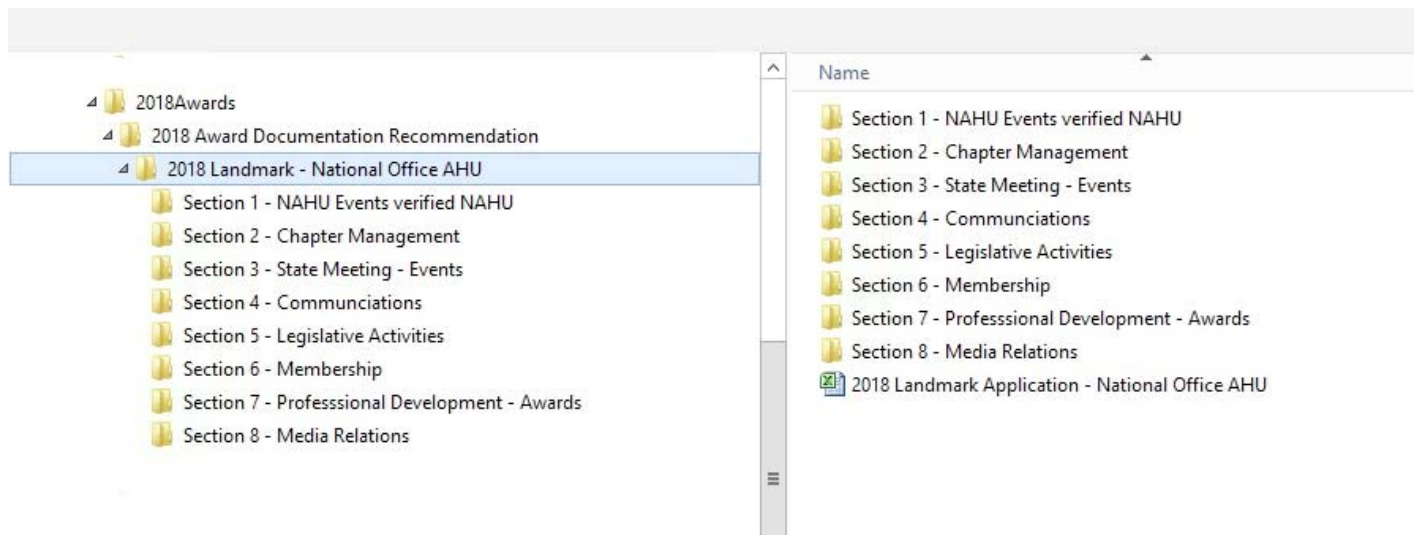 2018Awards
2018 Award Documentation Recommendation
2018 Landmark - National Office AHU
Section 1 - NAHU Events verified NAHU
Section 2 - Chapter Management
Section 3 - State Meeting - Events
Section 4 - Communciations
Section 5 - Legislative Activities
Section 6 - Membership
Section 7 - Professsional Development - Awards
Section 8 - Media Relations
Name
Section 1 - NAHU Events verified NAHU
Section 2 - Chapter Management
Section 3 - State Meeting - Events
Section 4 - Communciations
Section 5 - Legislative Activities
Section 6 - Membership
Section 7 - Professsional Development - Awards
Section 8 - Media Relations
2018 Landmark Application - National Office AHU